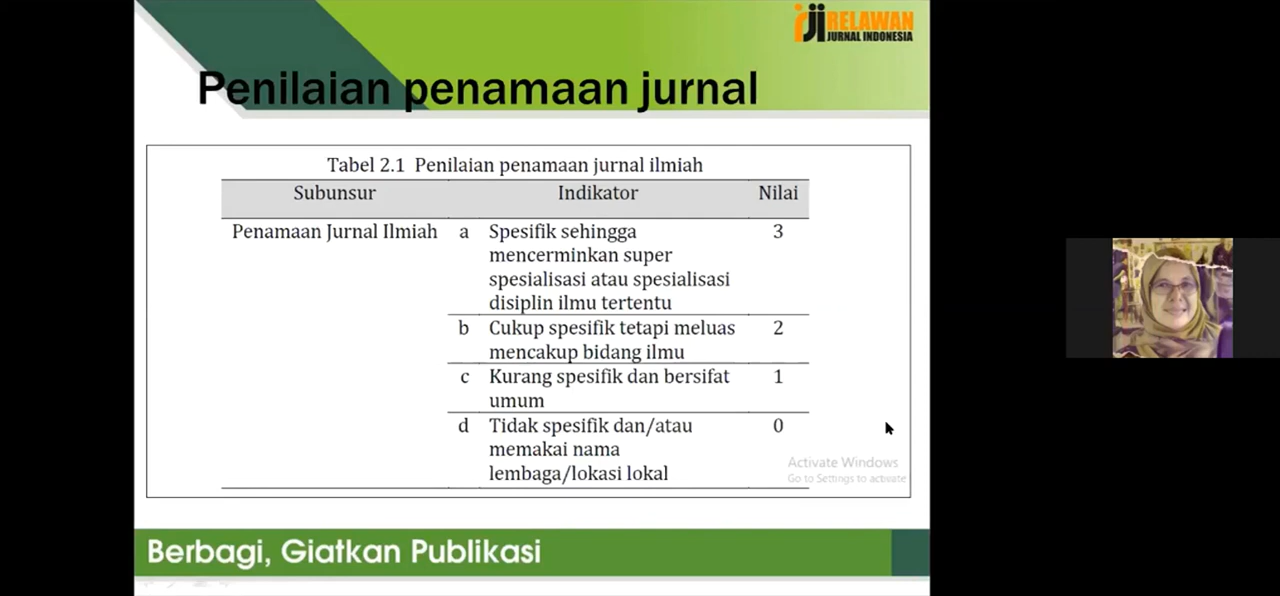 RJI RELAWAN
JURNAL INDONESIA
Penilaian penamaan jurnal
Tabel 2.1 Penilaian penamaan jurnal ilmiah
Subunsur Indikator Nilai
Penamaan Jurnal Ilmiah a Spesifik sehingga 3
mencerminkan super
spesialisasi atau spesialisasi
disiplin ilmu tertentu
b Cukup spesifik tetapi meluas 2
mencakup bidang ilmu
c Kurang spesifik dan bersifat 1
umum
d Tidak spesifik dan/atau 0
memakai nama
lembaga/lokasi lokal
Activate Windows
Go to Settings to activate
Berbagi, Giatkan Publikasi